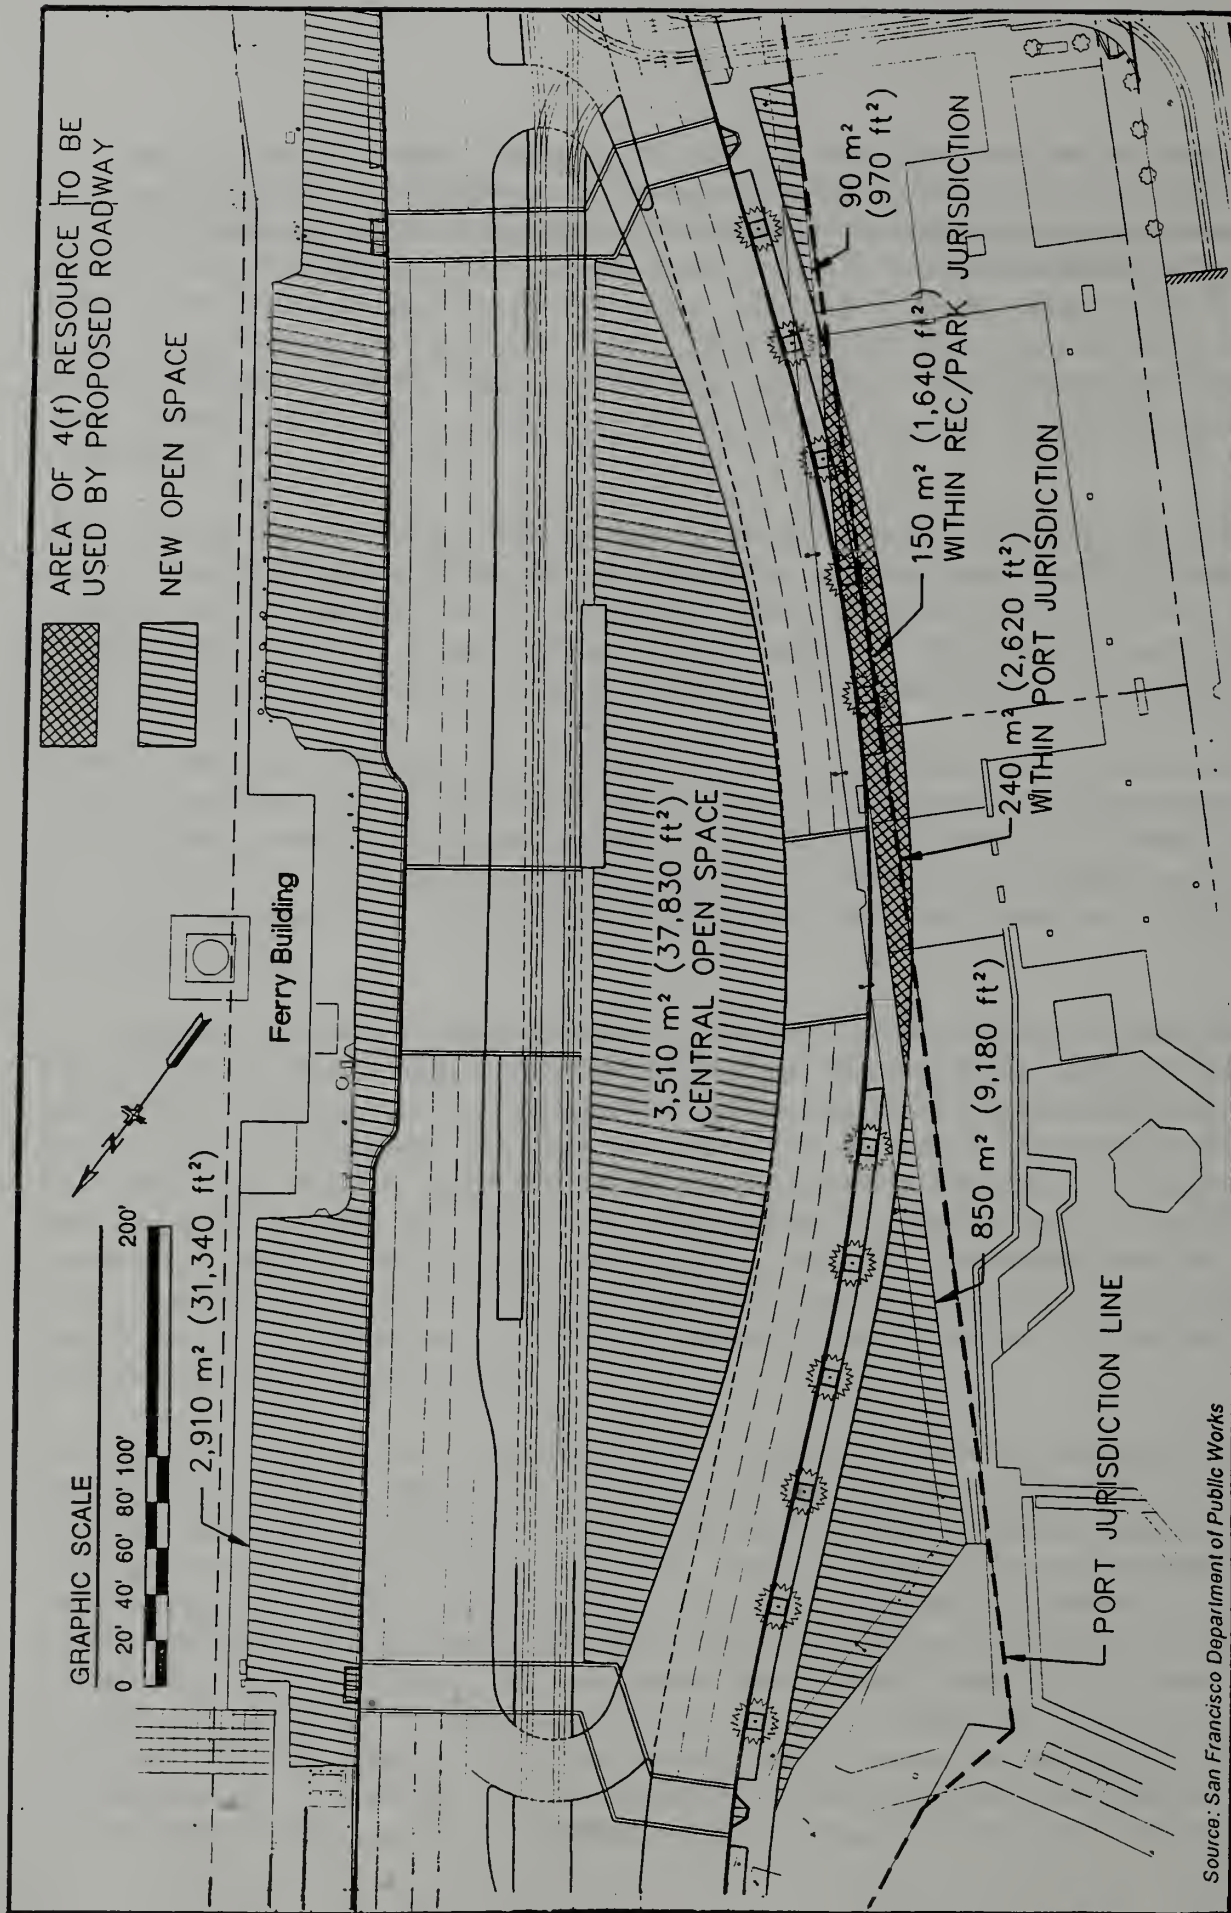 GRAPHIC SCALE
0 20' 40' 60' 80' 100' 200'
2,910 m² (31,340 ft²)
Ferry Building
AREA OF 4(f) RESOURCE TO BE
USED BY PROPOSED ROADWAY
NEW OPEN SPACE
3,510 m² (37,830 ft²)
CENTRAL OPEN SPACE
90 m²
(970 ft²)
150 m² (1,640 ft²)
WITHIN REC/PARK JURISDICTION
240 m² (2,620 ft²)
WITHIN PORT JURISDICTION
850 m² (9,180 ft²)
PORT JURISDICTION LINE
Source: San Francisco Department of Public Works